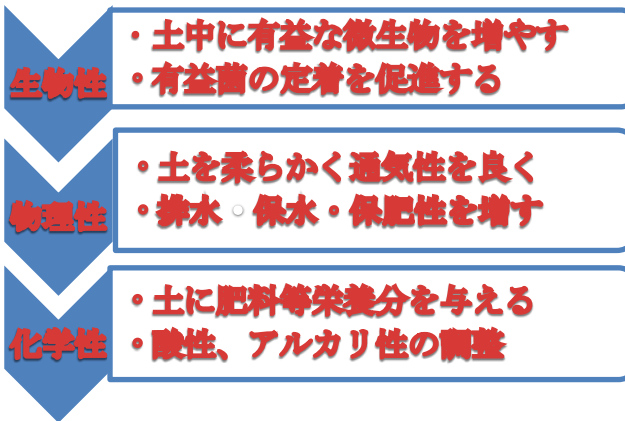 生物性
・土中に有益な微生物を増やす
・有益菌の定着を促進する
物理性
・土を柔らかく通気性を良く
・排水・保水・保肥性を増す
化学性
・土に肥料等栄養分を与える
・酸性、アルカリ性の調整